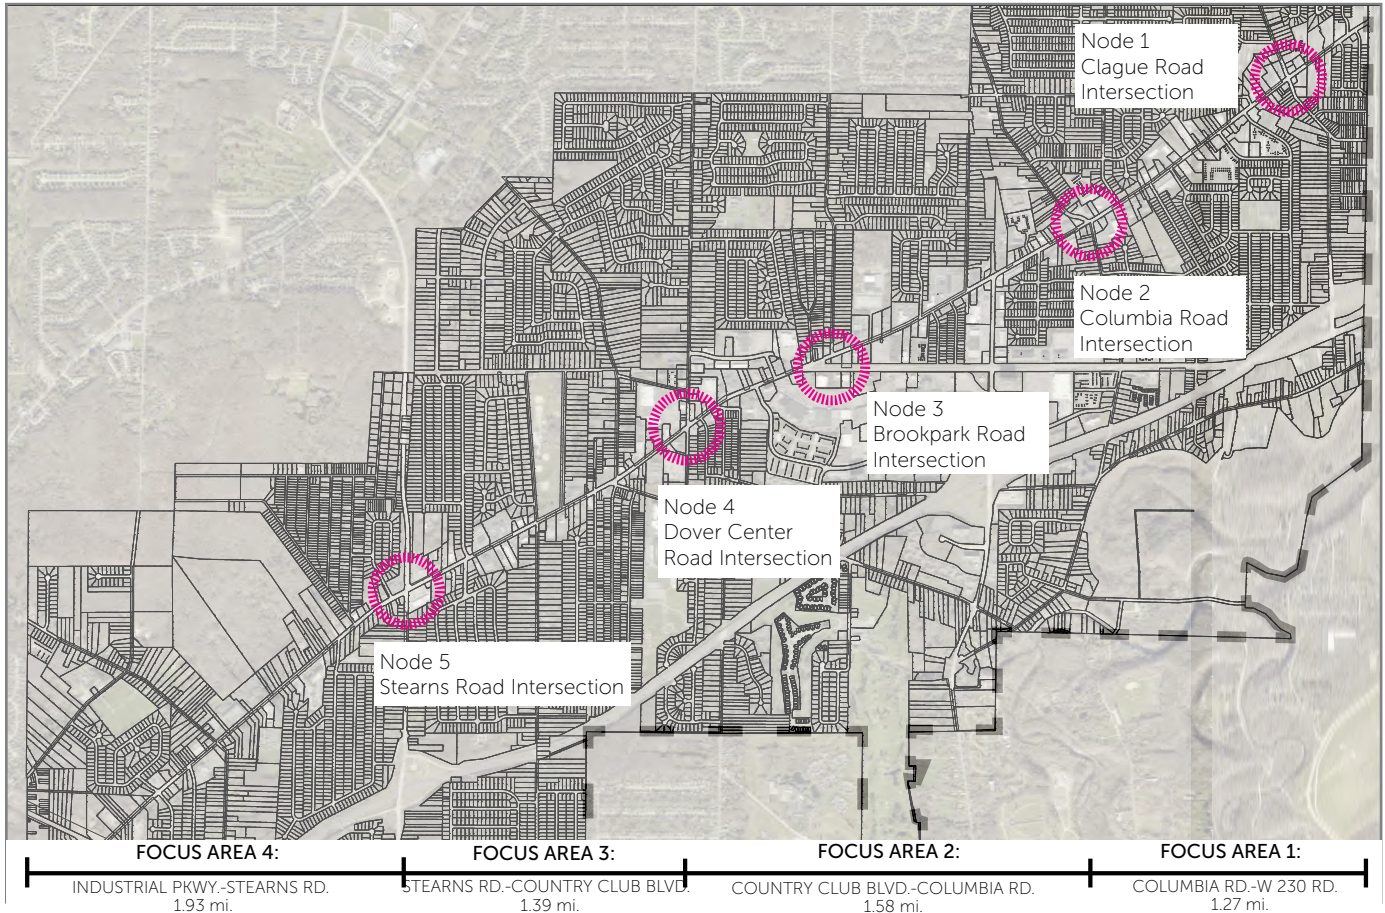 Node 1
Clague Road
Intersection
Node 2
Columbia Road
Intersection
Node 3
Brookpark Road
Intersection
Node 4
Dover Center
Road Intersection
Node 5
Stearns Road Intersection
FOCUS AREA 4:
INDUSTRIAL PKWY.-STEARNS RD.
1.93 mi.
FOCUS AREA 3:
STEARNS RD.-COUNTRY CLUB BLVD.
1.39 mi.
FOCUS AREA 2:
COUNTRY CLUB BLVD.-COLUMBIA RD.
1.58 mi.
FOCUS AREA 1:
COLUMBIA RD.-W 230 RD.
1.27 mi.